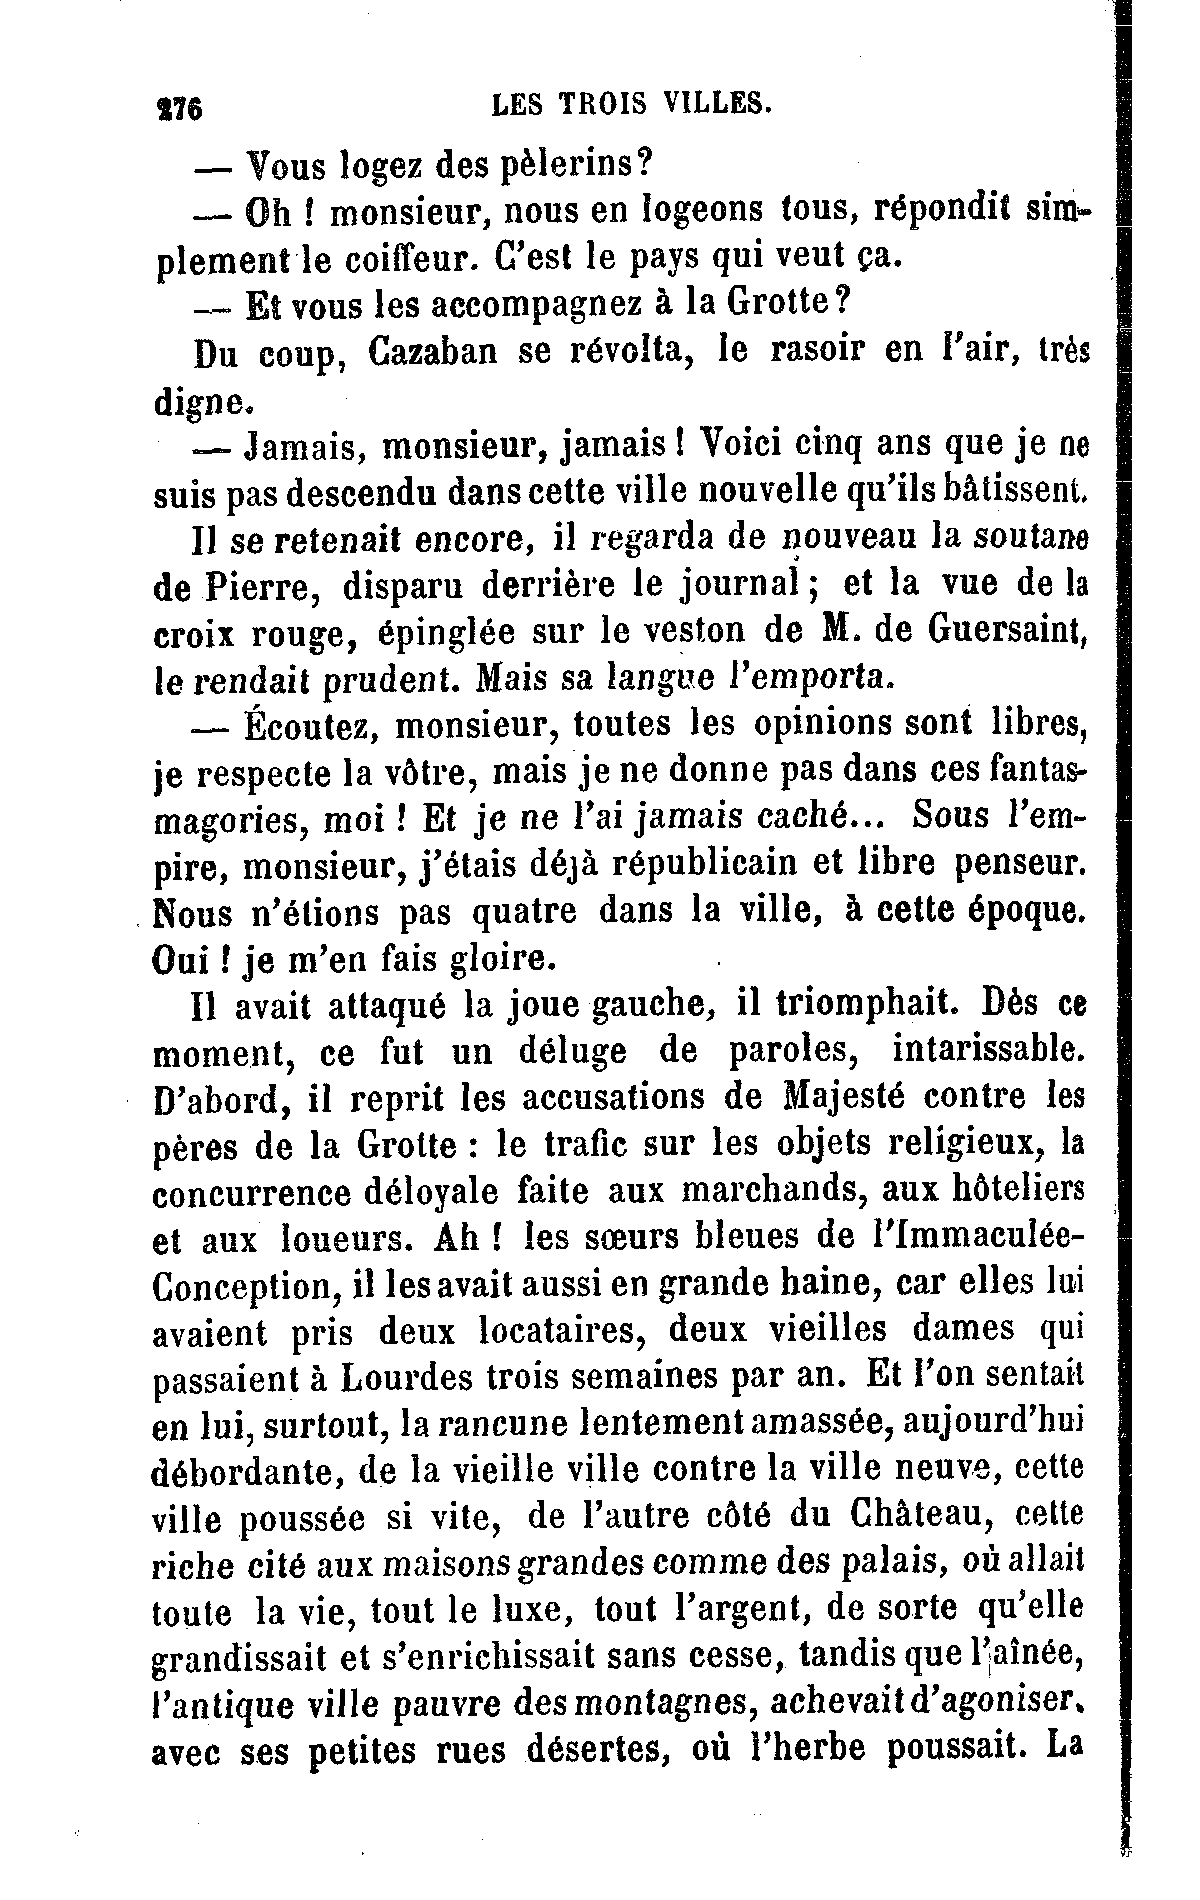 276 LES TROIS VILLES.
— Vous logez des pèlerins?
— Oh ! monsieur, nous en logeons tous, répondit sim-
plement le coiffeur. C'est le pays qui veut ça.
— Et vous les accompagnez à la Grotte?
Du coup, Cazaban se révolta, le rasoir en l'air, très
digne.
— Jamais, monsieur, jamais ! Voici cinq ans que je ne
suis pas descendu dans cette ville nouvelle qu'ils bâtissent.
Il se retenait encore, il regarda de nouveau la soutane
de Pierre, disparu derrière le journal ; et la vue de la
croix rouge, épinglée sur le veston de M. de Guersaint,
le rendait prudent. Mais sa langue l'emporta.
— Écoutez, monsieur, toutes les opinions sont libres,
je respecte la vôtre, mais je ne donne pas dans ces fantas-
magories, moi ! Et je ne l'ai jamais caché... Sous l'em-
pire, monsieur, j'étais déjà républicain et libre penseur.
Nous n'étions pas quatre dans la ville, à cette époque.
Oui ! je m'en fais gloire.
Il avait attaqué la joue gauche, il triomphait. Dès ce
moment, ce fut un déluge de paroles, intarissable.
D'abord, il reprit les accusations de Majesté contre les
pères de la Grotte : le trafic sur les objets religieux, la
concurrence déloyale faite aux marchands, aux hôteliers
et aux loueurs. Ah ! les sœurs bleues de l'Immaculée-
Conception, il les avait aussi en grande haine, car elles lui
avaient pris deux locataires, deux vieilles dames qui
passaient à Lourdes trois semaines par an. Et l'on sentait
en lui, surtout, la rancune lentement amassée, aujourd'hui
débordante, de la vieille ville contre la ville neuve, cette
ville poussée si vite, de l'autre côté du Château, cette
riche cité aux maisons grandes comme des palais, où allait
toute la vie, tout le luxe, tout l'argent, de sorte qu'elle
grandissait et s'enrichissait sans cesse, tandis que l'aînée,
l'antique ville pauvre des montagnes, achevait d'agoniser,
avec ses petites rues désertes, où l'herbe poussait. La